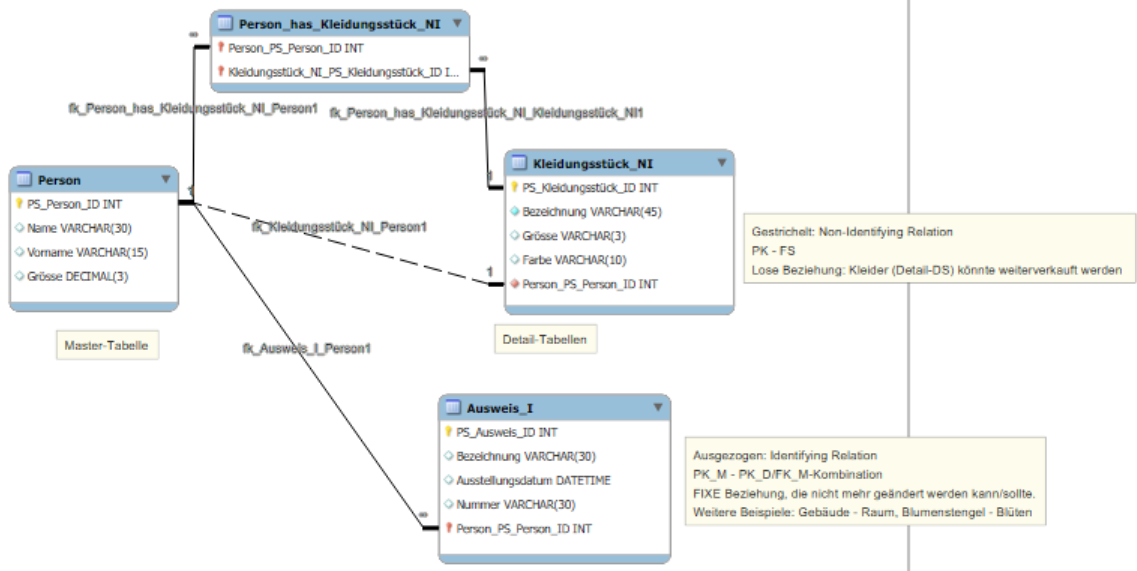 Person_has_Kleidungsstück_NI
Person_PS_Person_ID INT
Kleidungsstück_NI_PS_Kleidungsstück_ID I...
∞
∞
fk_Person_has_Kleidungsstück_NI_Person1
fk_Person_has_Kleidungsstück_NI_Kleidungsstück_NI1
Person
PS_Person_ID INT
Name VARCHAR(30)
Vorname VARCHAR(15)
Grösse DECIMAL(3)
1
1
Kleidungsstück_NI
PS_Kleidungsstück_ID INT
Bezeichnung VARCHAR(45)
Grösse VARCHAR(3)
Farbe VARCHAR(10)
Person_PS_Person_ID INT
fk_Kleidungsstück_NI_Person1
1
Gestrichelt: Non-Identifying Relation
PK - FS
Lose Beziehung: Kleider (Detail-DS) könnte weiterverkauft werden
Master-Tabelle
Detail-Tabellen
fk_Ausweis_I_Person1
Ausweis_I
PS_Ausweis_ID INT
Bezeichnung VARCHAR(30)
Ausstellungsdatum DATETIME
Nummer VARCHAR(30)
Person_PS_Person_ID INT
∞
Ausgezogen: Identifying Relation
PK_M - PK_D/FK_M-Kombination
FIXE Beziehung, die nicht mehr geändert werden kann/sollte.
Weitere Beispiele: Gebäude - Raum, Blumenstengel - Blüten